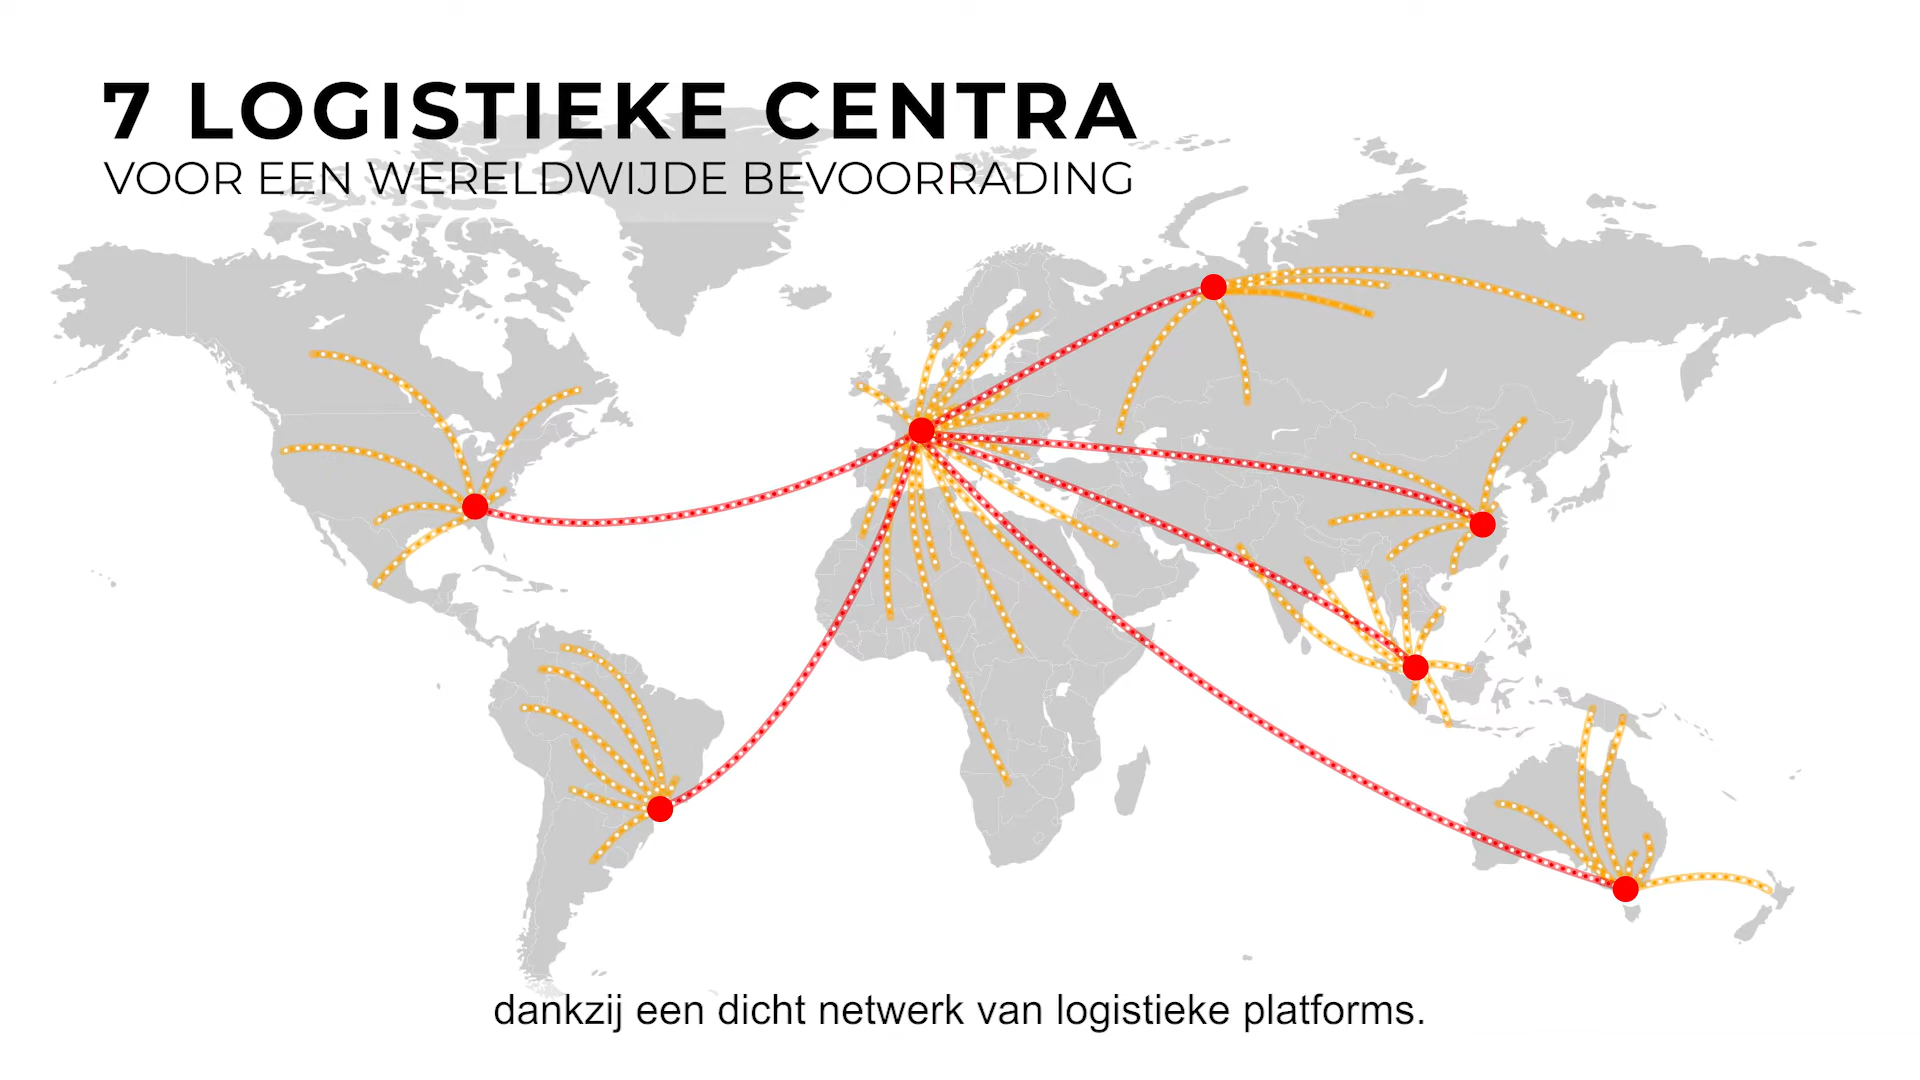 7 LOGISTIEKE CENTRA
VOOR EEN WERELDWIJDE BEVOORRADING
dankzij een dicht netwerk van logistieke platforms.